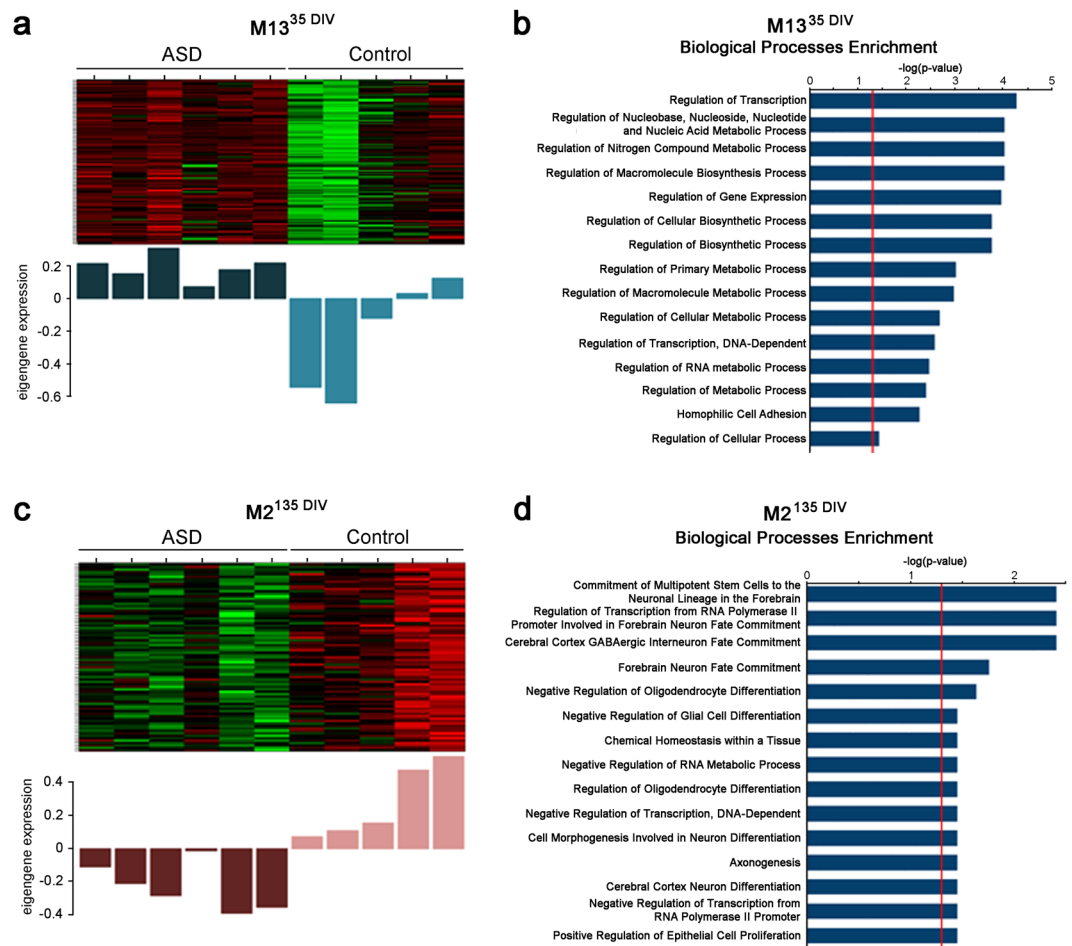 a
M13^35 DIV
ASD Control
0.2
0
-0.2
-0.4
-0.6
eigengene expression
b
M13^35 DIV
Biological Processes Enrichment
-log(p-value)
0 1 2 3 4 5
Regulation of Transcription
Regulation of Nucleobase, Nucleoside, Nucleotide
and Nucleic Acid Metabolic Process
Regulation of Nitrogen Compound Metabolic Process
Regulation of Macromolecule Biosynthesis Process
Regulation of Gene Expression
Regulation of Cellular Biosynthetic Process
Regulation of Biosynthetic Process
Regulation of Primary Metabolic Process
Regulation of Macromolecule Metabolic Process
Regulation of Cellular Metabolic Process
Regulation of Transcription, DNA-Dependent
Regulation of RNA metabolic Process
Regulation of Metabolic Process
Homophilic Cell Adhesion
Regulation of Cellular Process
c
M2^135 DIV
ASD Control
0.4
0.2
0
-0.2
-0.4
eigengene expression
d
M2^135 DIV
Biological Processes Enrichment
-log(p-value)
0 1 2
Commitment of Multipotent Stem Cells to the
Neuronal Lineage in the Forebrain
Regulation of Transcription from RNA Polymerase II
Promoter Involved in Forebrain Neuron Fate Commitment
Cerebral Cortex GABAergic Interneuron Fate Commitment
Forebrain Neuron Fate Commitment
Negative Regulation of Oligodendrocyte Differentiation
Negative Regulation of Glial Cell Differentiation
Chemical Homeostasis within a Tissue
Negative Regulation of RNA Metabolic Process
Regulation of Oligodendrocyte Differentiation
Negative Regulation of Transcription, DNA-Dependent
Cell Morphogenesis Involved in Neuron Differentiation
Axonogenesis
Cerebral Cortex Neuron Differentiation
Negative Regulation of Transcription from
RNA Polymerase II Promoter
Positive Regulation of Epithelial Cell Proliferation